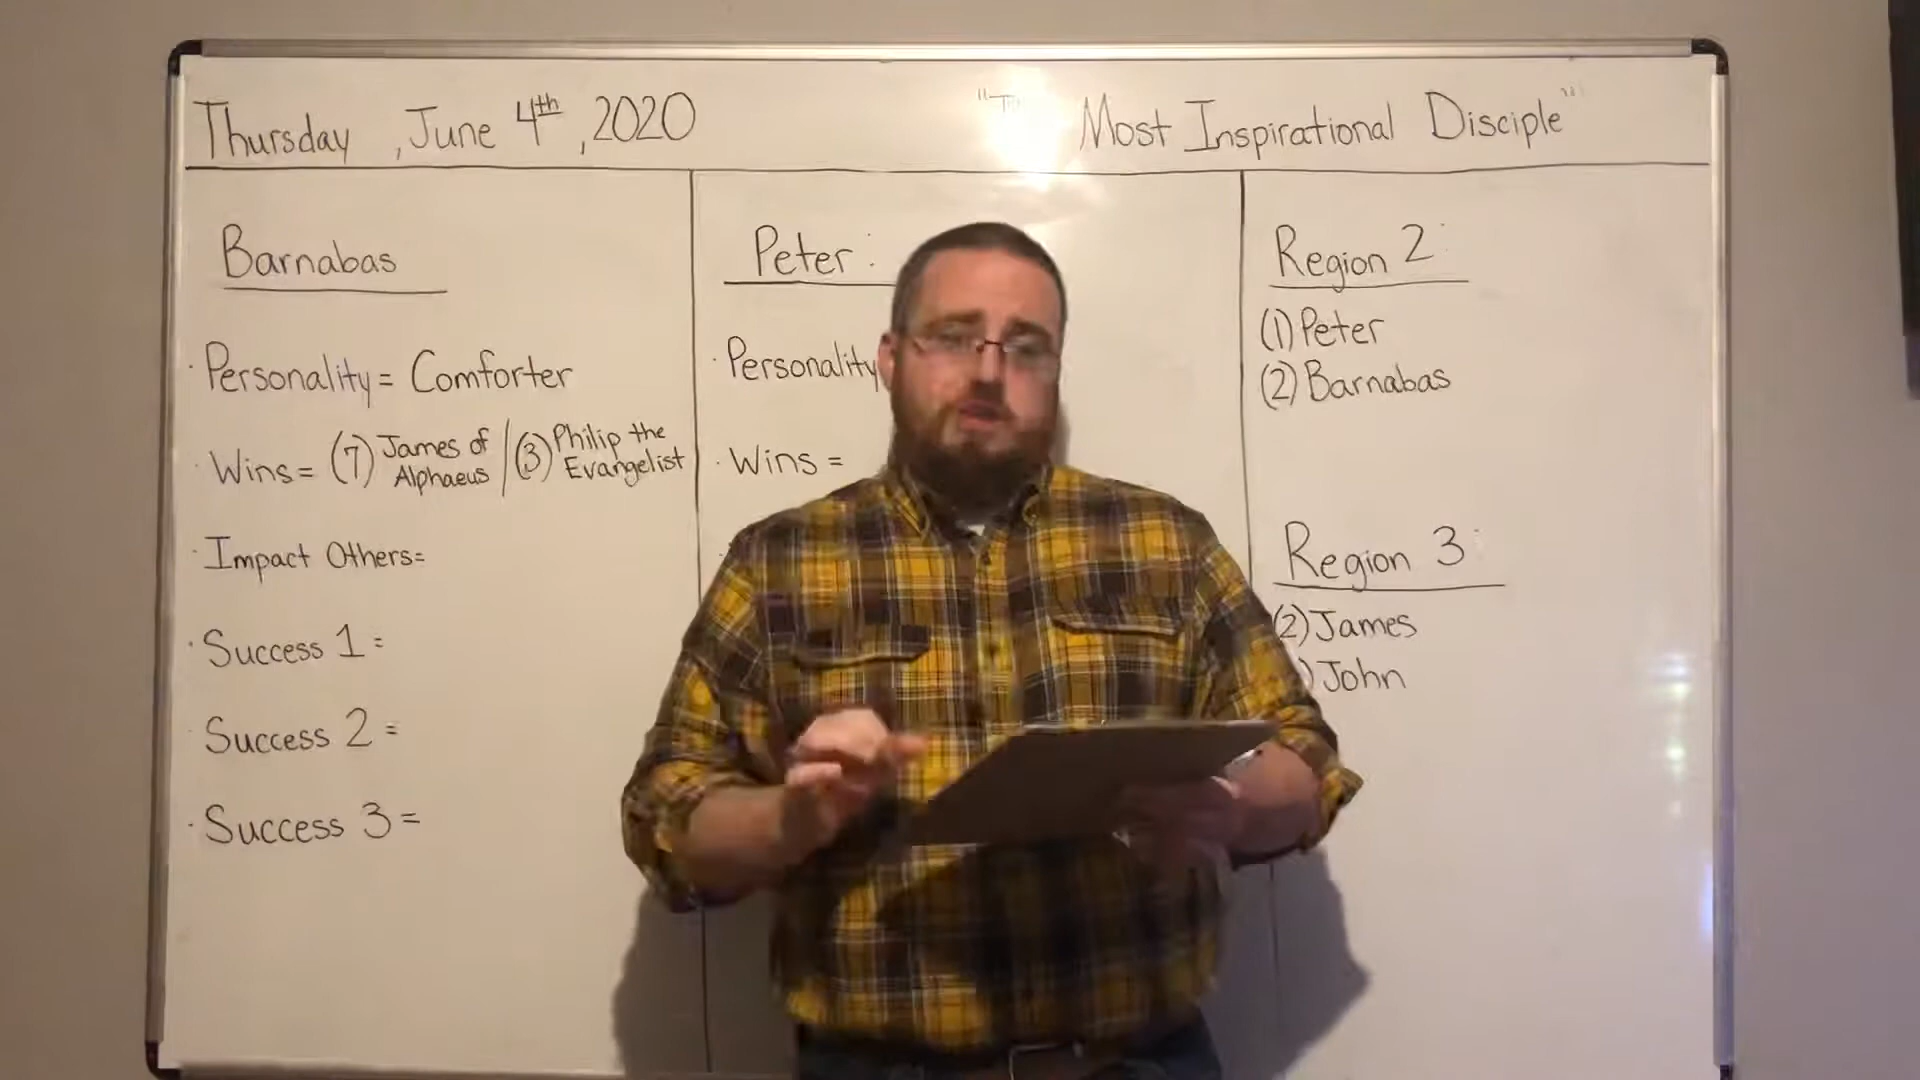 Thursday, June 4th, 2020
" Most Inspirational Disciple"
Barnabas
· Personality = Comforter
· Wins = (7) James of Alphaeus / (3) Philip the Evangelist
· Impact Others=
· Success 1 =
· Success 2 =
· Success 3 =
Peter:
· Personality
· Wins =
Region 2:
(1) Peter
(2) Barnabas
Region 3:
(2) James
) John